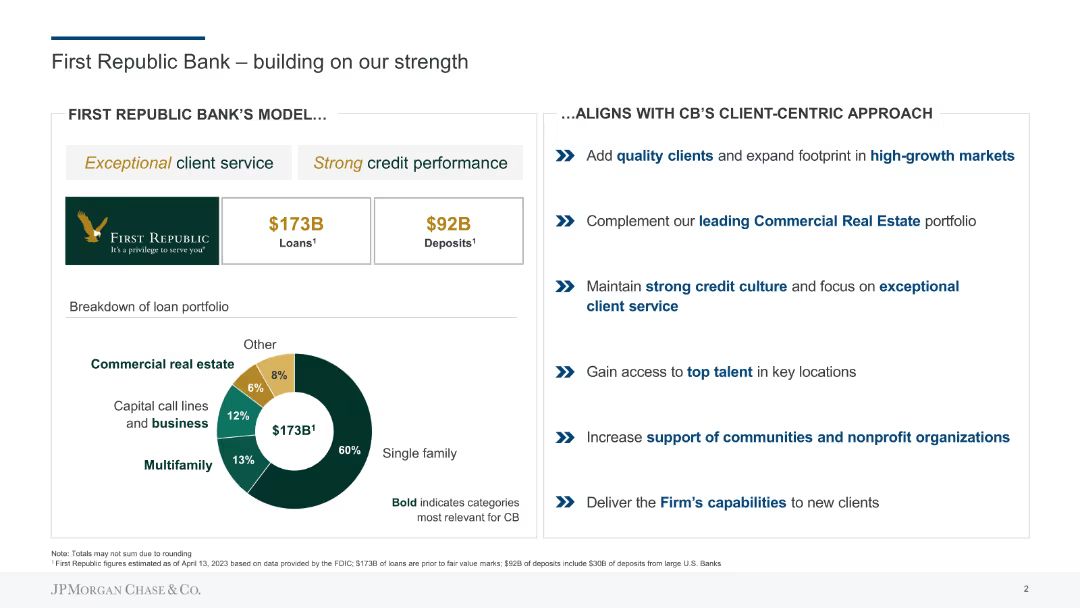 First Republic Bank – building on our strength
FIRST REPUBLIC BANK'S MODEL…
Exceptional client service
Strong credit performance
FIRST REPUBLIC
It's a privilege to serve you®
$173B
Loans¹
$92B
Deposits¹
Breakdown of loan portfolio
Other
Commercial real estate
8%
6%
Capital call lines
and business
12%
$173B¹
60%
Single family
Multifamily
13%
Bold indicates categories
most relevant for CB
…ALIGNS WITH CB'S CLIENT-CENTRIC APPROACH
Add quality clients and expand footprint in high-growth markets
Complement our leading Commercial Real Estate portfolio
Maintain strong credit culture and focus on exceptional
client service
Gain access to top talent in key locations
Increase support of communities and nonprofit organizations
Deliver the Firm's capabilities to new clients
Note: Totals may not sum due to rounding
¹ First Republic figures estimated as of April 13, 2023 based on data provided by the FDIC; $173B of loans are prior to fair value marks; $92B of deposits include $30B of deposits from large U.S. Banks
JPMORGAN CHASE & CO.
2